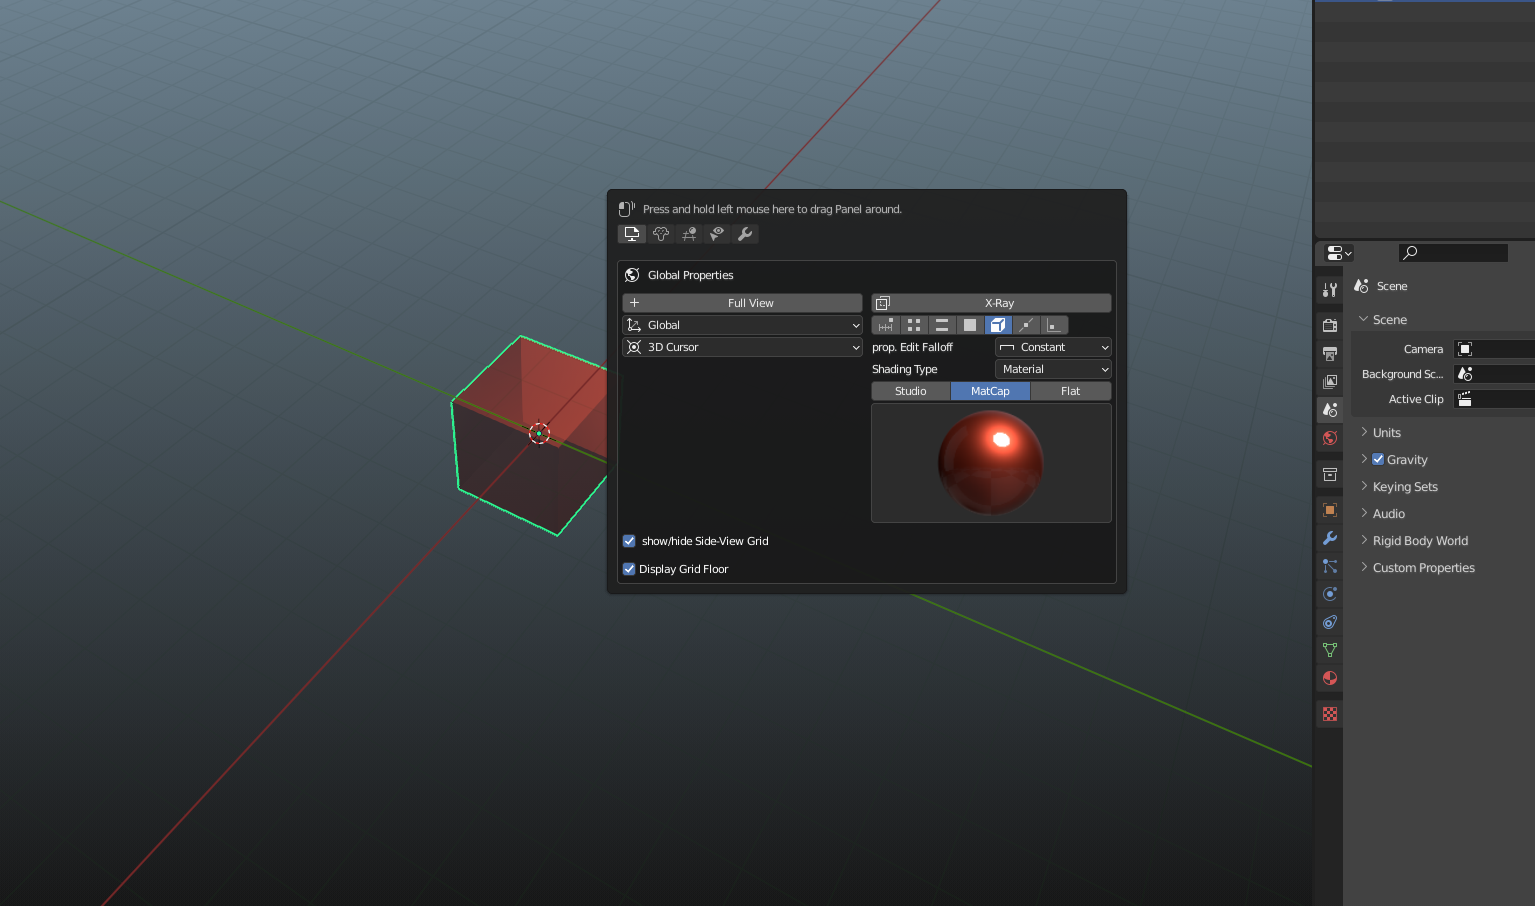 Press and hold left mouse here to drag Panel around.
Global Properties
Full View
X-Ray
Global
3D Cursor
prop. Edit Falloff
Constant
Shading Type
Material
Studio
MatCap
Flat
show/hide Side-View Grid
Display Grid Floor
Scene
Scene
Camera
Background Sc...
Active Clip
Units
Gravity
Keying Sets
Audio
Rigid Body World
Custom Properties